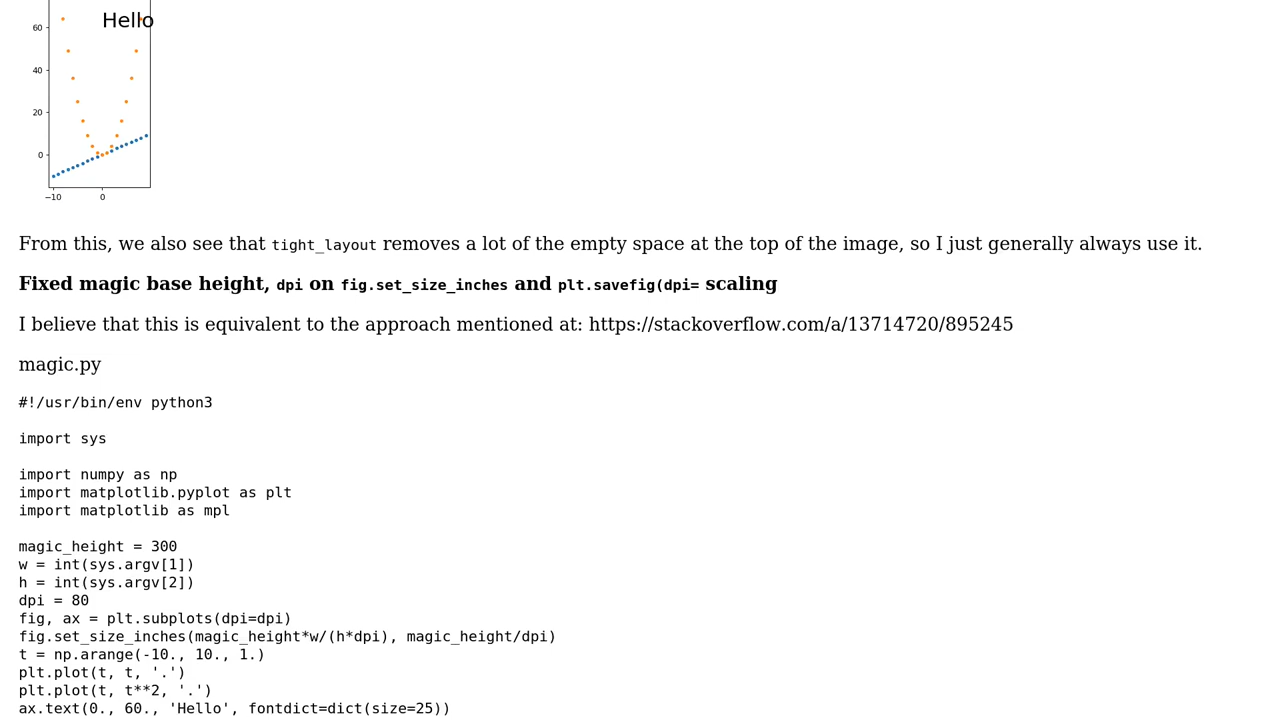 Hello
60
40
20
0
−10 0
From this, we also see that tight_layout removes a lot of the empty space at the top of the image, so I just generally always use it.
Fixed magic base height, dpi on fig.set_size_inches and plt.savefig(dpi= scaling
I believe that this is equivalent to the approach mentioned at: https://stackoverflow.com/a/13714720/895245
magic.py
#!/usr/bin/env python3
import sys
import numpy as np
import matplotlib.pyplot as plt
import matplotlib as mpl
magic_height = 300
w = int(sys.argv[1])
h = int(sys.argv[2])
dpi = 80
fig, ax = plt.subplots(dpi=dpi)
fig.set_size_inches(magic_height*w/(h*dpi), magic_height/dpi)
t = np.arange(-10., 10., 1.)
plt.plot(t, t, '.')
plt.plot(t, t**2, '.')
ax.text(0., 60., 'Hello', fontdict=dict(size=25))